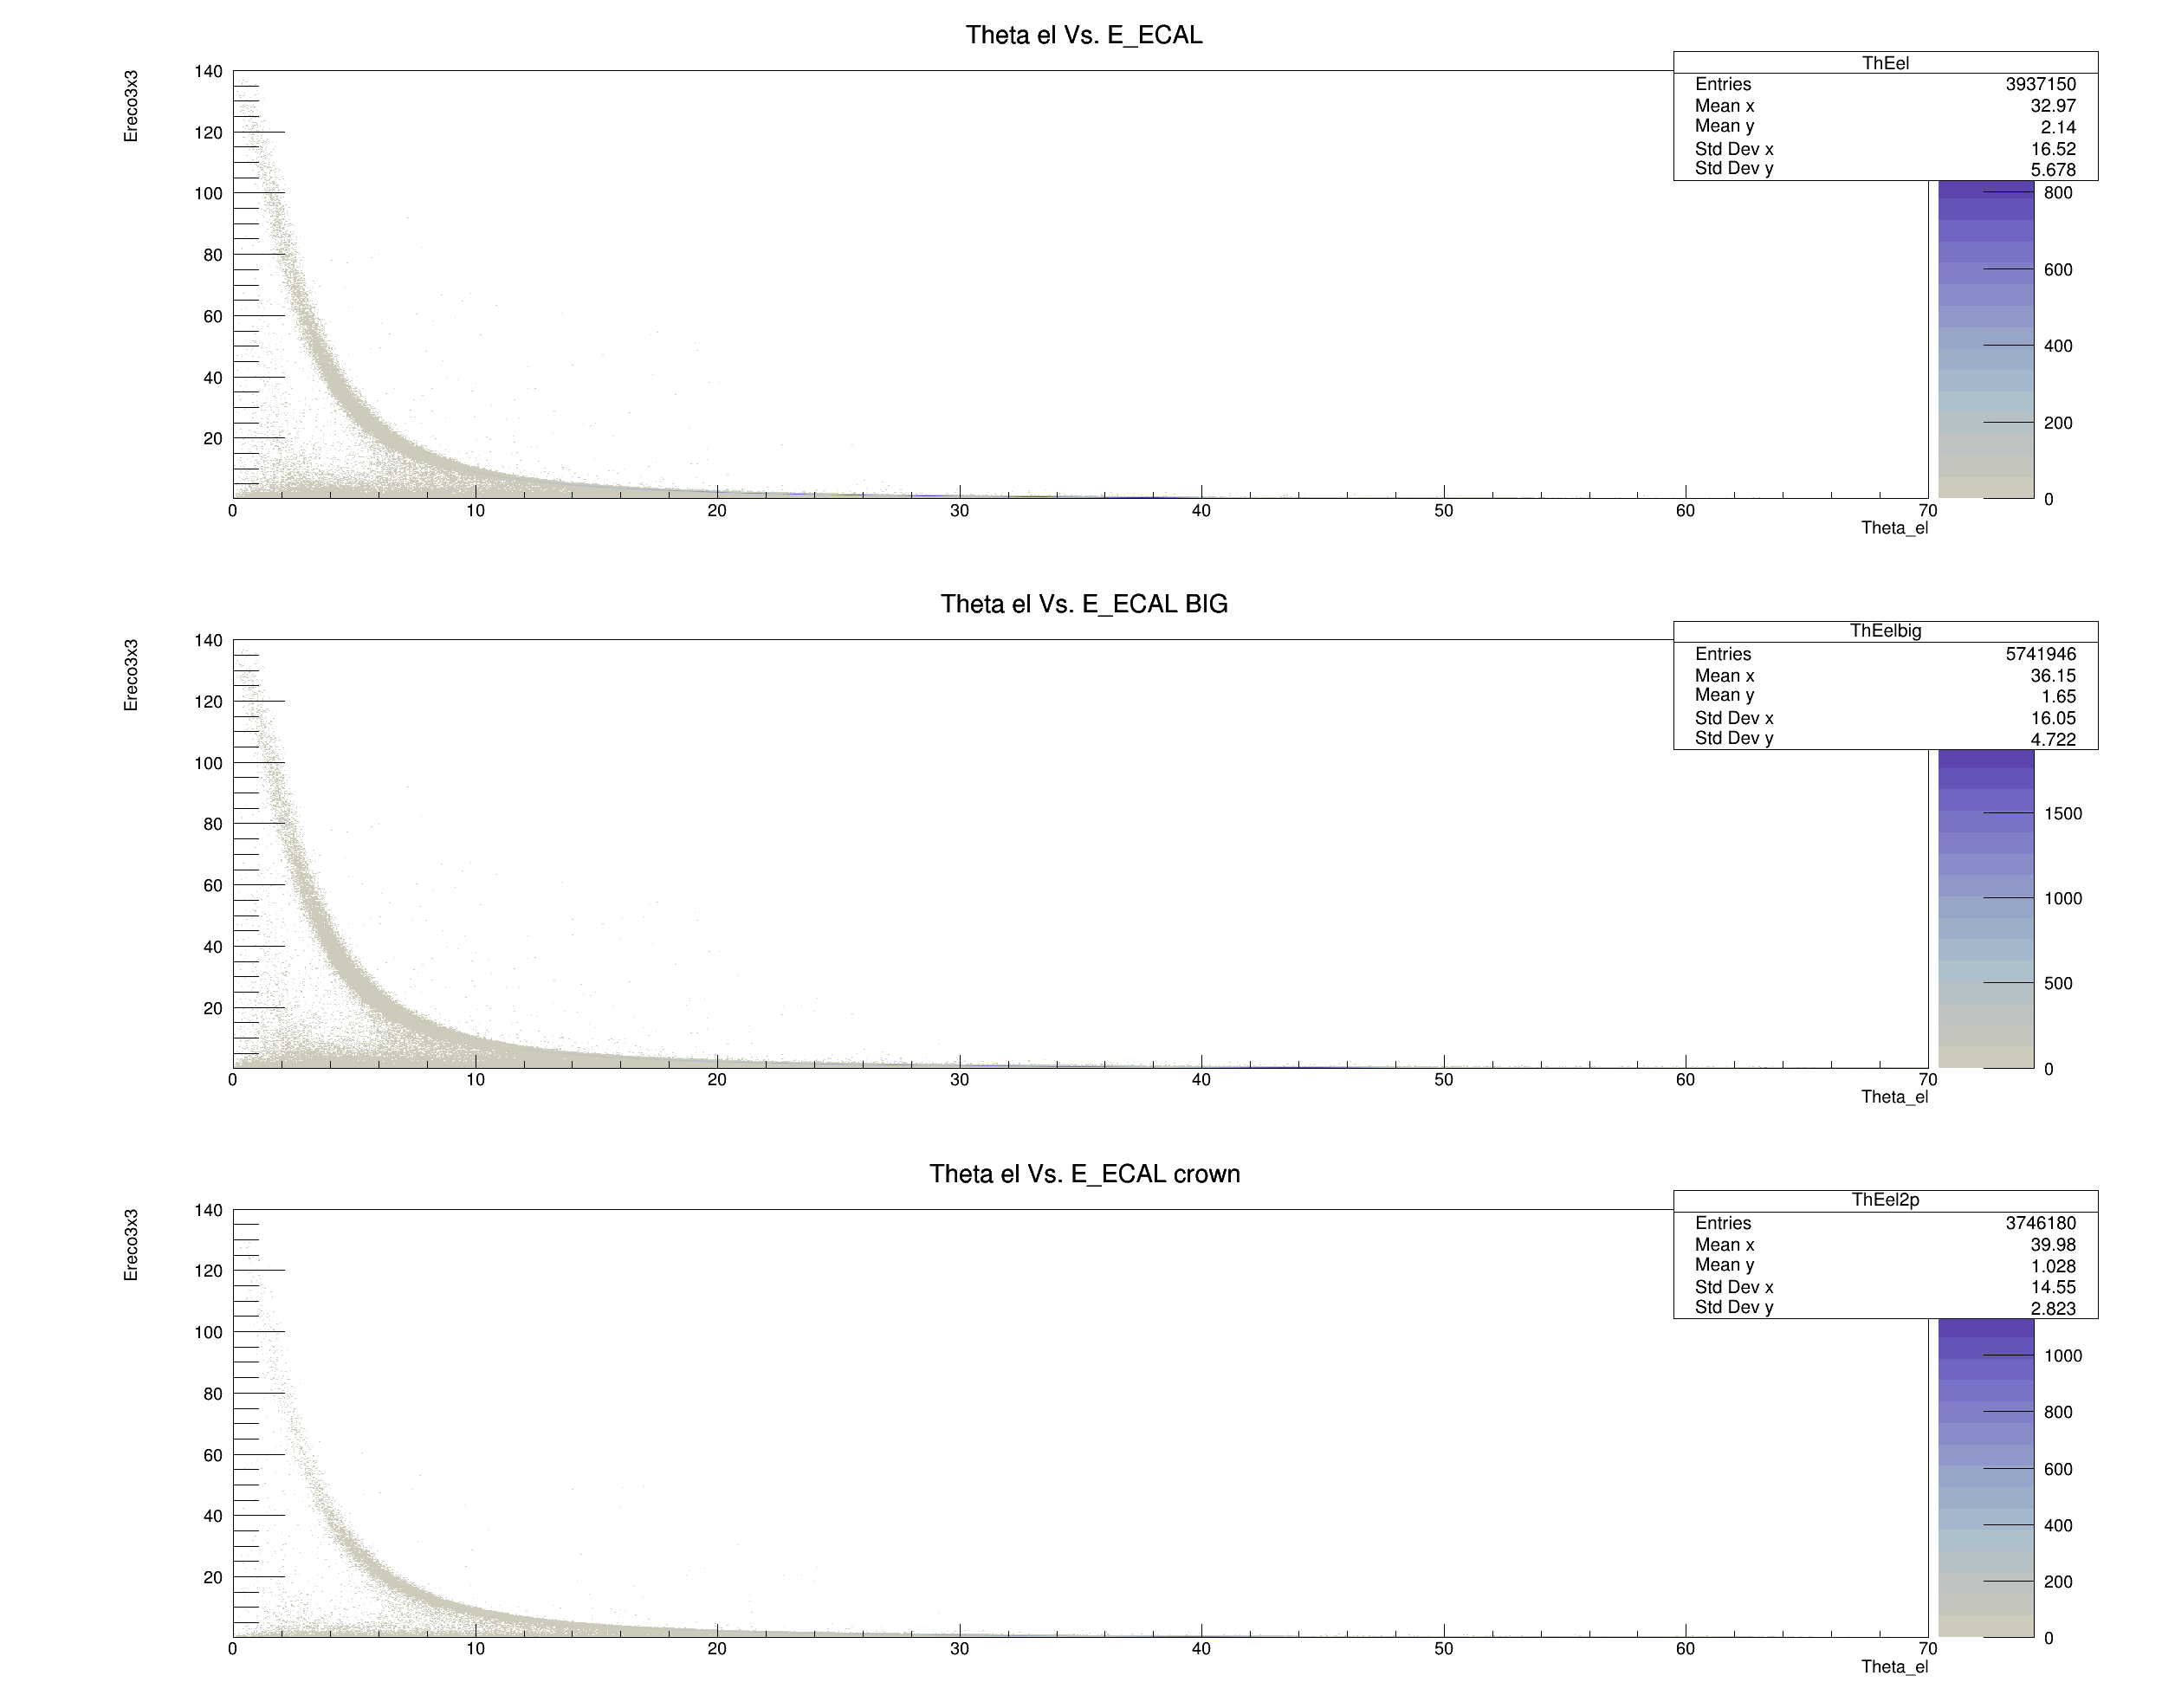 Theta el Vs. E_ECAL
Ereco3x3
140
120
100
80
60
40
20
0 10 20 30 40 50 60 70
Theta_el
ThEel
Entries 3937150
Mean x 32.97
Mean y 2.14
Std Dev x 16.52
Std Dev y 5.678
800
600
400
200
0
Theta el Vs. E_ECAL BIG
Ereco3x3
140
120
100
80
60
40
20
0 10 20 30 40 50 60 70
Theta_el
ThEelbig
Entries 5741946
Mean x 36.15
Mean y 1.65
Std Dev x 16.05
Std Dev y 4.722
1500
1000
500
0
Theta el Vs. E_ECAL crown
Ereco3x3
140
120
100
80
60
40
20
0 10 20 30 40 50 60 70
Theta_el
ThEel2p
Entries 3746180
Mean x 39.98
Mean y 1.028
Std Dev x 14.55
Std Dev y 2.823
1000
800
600
400
200
0